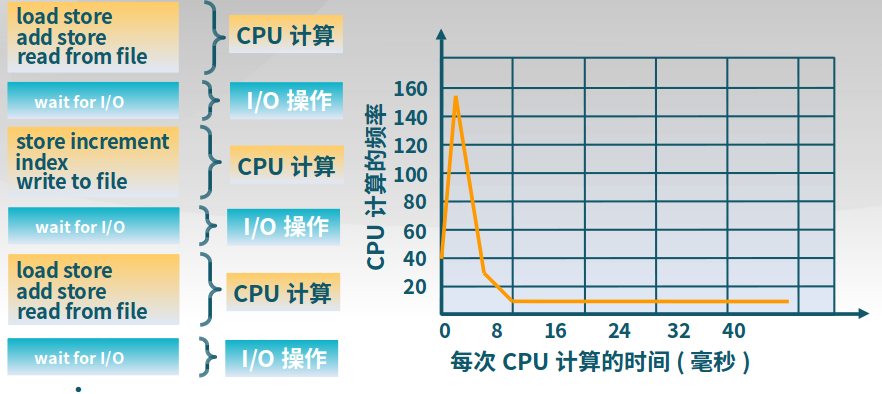 load store
add store
read from file
CPU 计算
wait for I/O
I/O 操作
store increment
index
write to file
CPU 计算
wait for I/O
I/O 操作
load store
add store
read from file
CPU 计算
wait for I/O
I/O 操作
CPU 计算的频率
160
140
120
100
80
60
40
20
0 8 16 24 32 40
每次 CPU 计算的时间 ( 毫秒 )